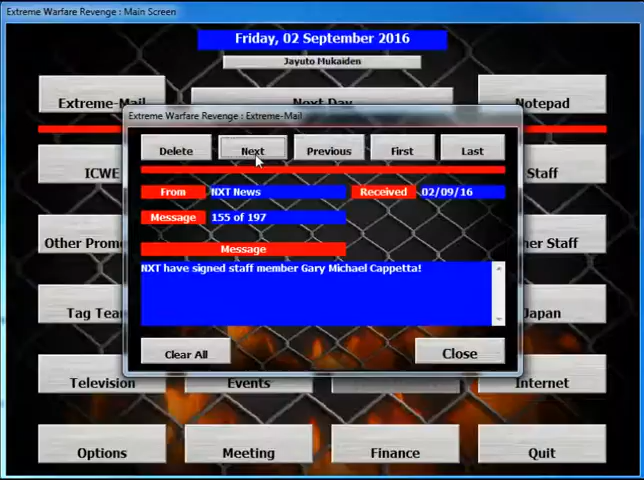 Extreme Warfare Revenge : Main Screen
Friday, 02 September 2016
Jayuto Mukaiden
Extreme-Mail
Next Day
Notepad
Extreme Warfare Revenge : Extreme-Mail
Delete
Next
Previous
First
Last
ICWE
Staff
From
NXT News
Received
02/09/16
Message
155 of 197
Other Promo
er Staff
Message
NXT have signed staff member Gary Michael Cappetta!
Tag Tea
Japan
Clear All
Close
Television
Events
Internet
Options
Meeting
Finance
Quit